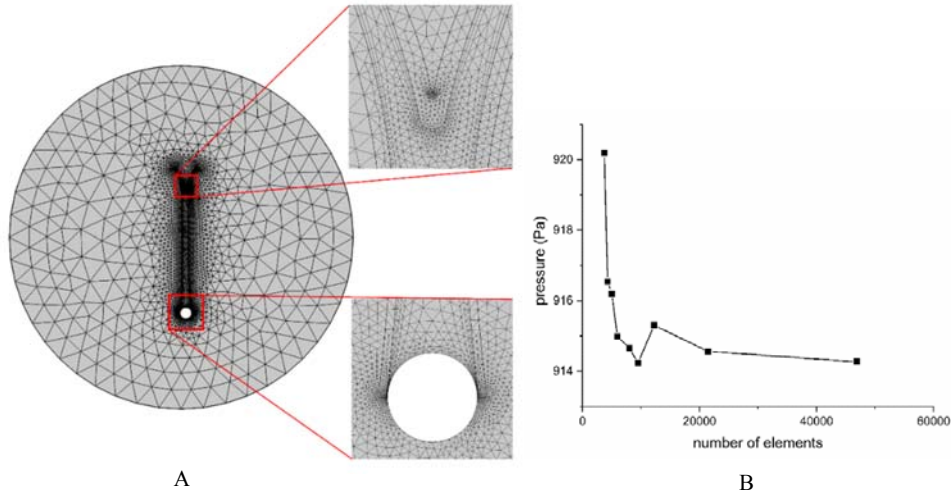 920
918
916
914
pressure (Pa)
0
20000
40000
60000
number of elements
A
B